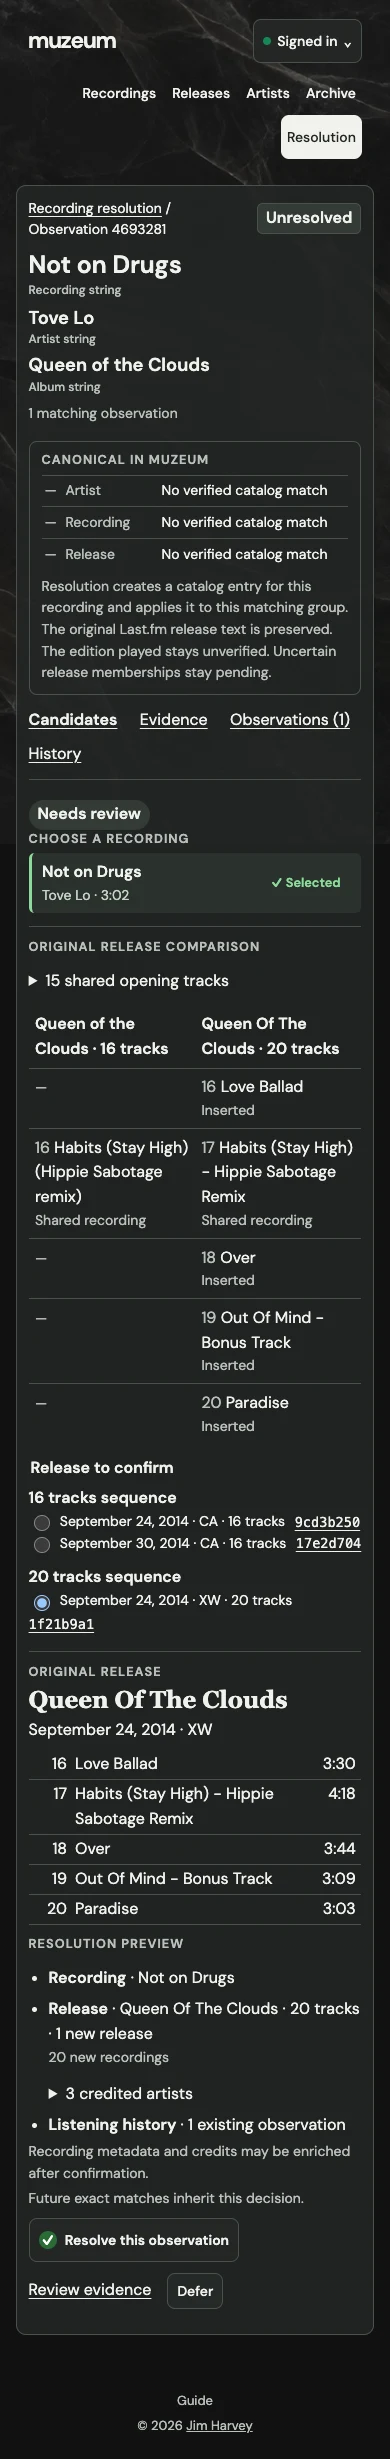 muzeum
Signed in
Recordings Releases Artists Archive
Resolution
Recording resolution /
Observation 4693281
Unresolved
Not on Drugs
Recording string
Tove Lo
Artist string
Queen of the Clouds
Album string
1 matching observation
CANONICAL IN MUZEUM
— Artist No verified catalog match
— Recording No verified catalog match
— Release No verified catalog match
Resolution creates a catalog entry for this
recording and applies it to this matching group.
The original Last.fm release text is preserved.
The edition played stays unverified. Uncertain
release memberships stay pending.
Candidates Evidence Observations (1)
History
Needs review
CHOOSE A RECORDING
Not on Drugs
Tove Lo · 3:02
✓ Selected
ORIGINAL RELEASE COMPARISON
▶ 15 shared opening tracks
Queen of the
Clouds · 16 tracks
Queen Of The
Clouds · 20 tracks
—
16 Love Ballad
Inserted
16 Habits (Stay High)
(Hippie Sabotage
remix)
Shared recording
17 Habits (Stay High)
- Hippie Sabotage
Remix
Shared recording
—
18 Over
Inserted
—
19 Out Of Mind -
Bonus Track
Inserted
—
20 Paradise
Inserted
Release to confirm
16 tracks sequence
September 24, 2014 · CA · 16 tracks 9cd3b250
September 30, 2014 · CA · 16 tracks 17e2d704
20 tracks sequence
September 24, 2014 · XW · 20 tracks
1f21b9a1
ORIGINAL RELEASE
Queen Of The Clouds
September 24, 2014 · XW
16 Love Ballad 3:30
17 Habits (Stay High) - Hippie 4:18
Sabotage Remix
18 Over 3:44
19 Out Of Mind - Bonus Track 3:09
20 Paradise 3:03
RESOLUTION PREVIEW
• Recording · Not on Drugs
• Release · Queen Of The Clouds · 20 tracks
· 1 new release
20 new recordings
▶ 3 credited artists
• Listening history · 1 existing observation
Recording metadata and credits may be enriched
after confirmation.
Future exact matches inherit this decision.
Resolve this observation
Review evidence Defer
Guide
© 2026 Jim Harvey